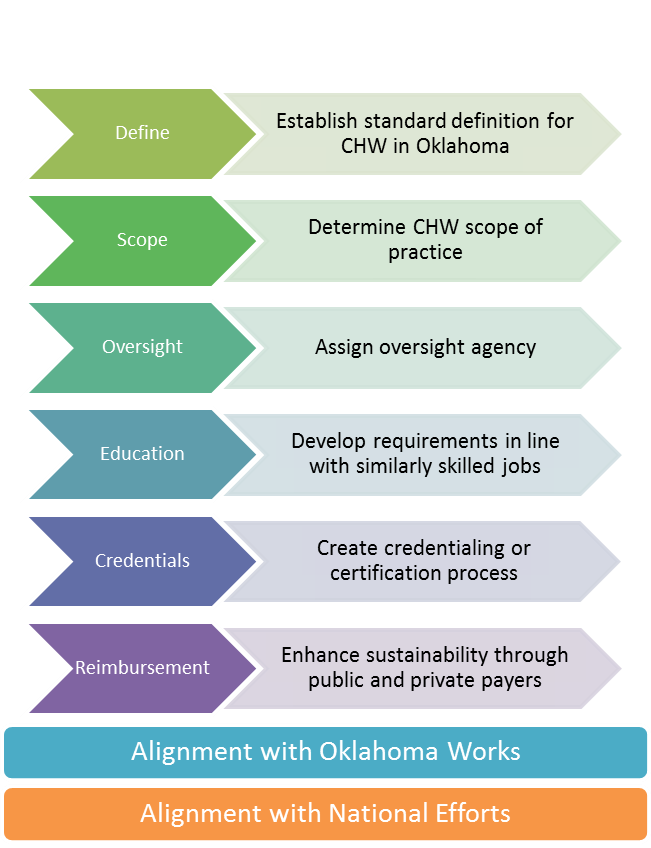 Define
Establish standard definition for
CHW in Oklahoma
Scope
Determine CHW scope of
practice
Oversight
Assign oversight agency
Education
Develop requirements in line
with similarly skilled jobs
Credentials
Create credentialing or
certification process
Reimbursement
Enhance sustainability through
public and private payers
Alignment with Oklahoma Works
Alignment with National Efforts